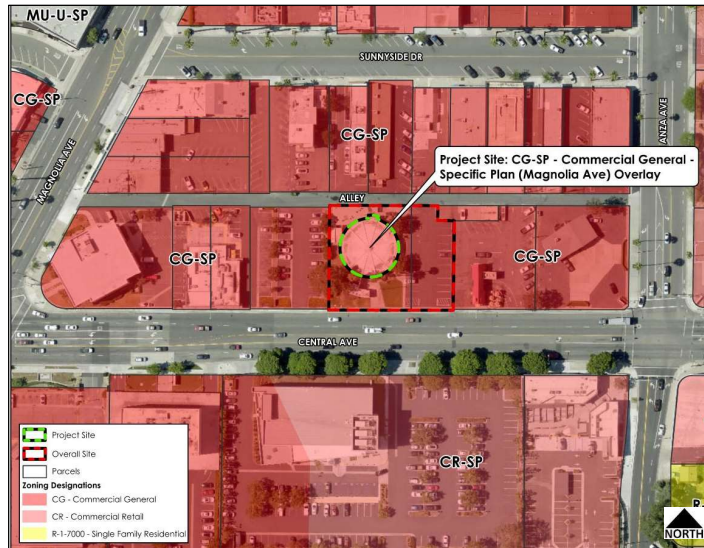 MU-U-SP
SUNNYSIDE DR
CG-SP
CG-SP
MAGNOLIA AVE
ANZA AVE
Project Site: CG-SP - Commercial General -
Specific Plan (Magnolia Ave) Overlay
ALLEY
CG-SP
CG-SP
CENTRAL AVE
CR-SP
Project Site
Overall Site
Parcels
Zoning Designations
CG - Commercial General
CR - Commercial Retail
R-1-7000 - Single Family Residential
R-
NORTH